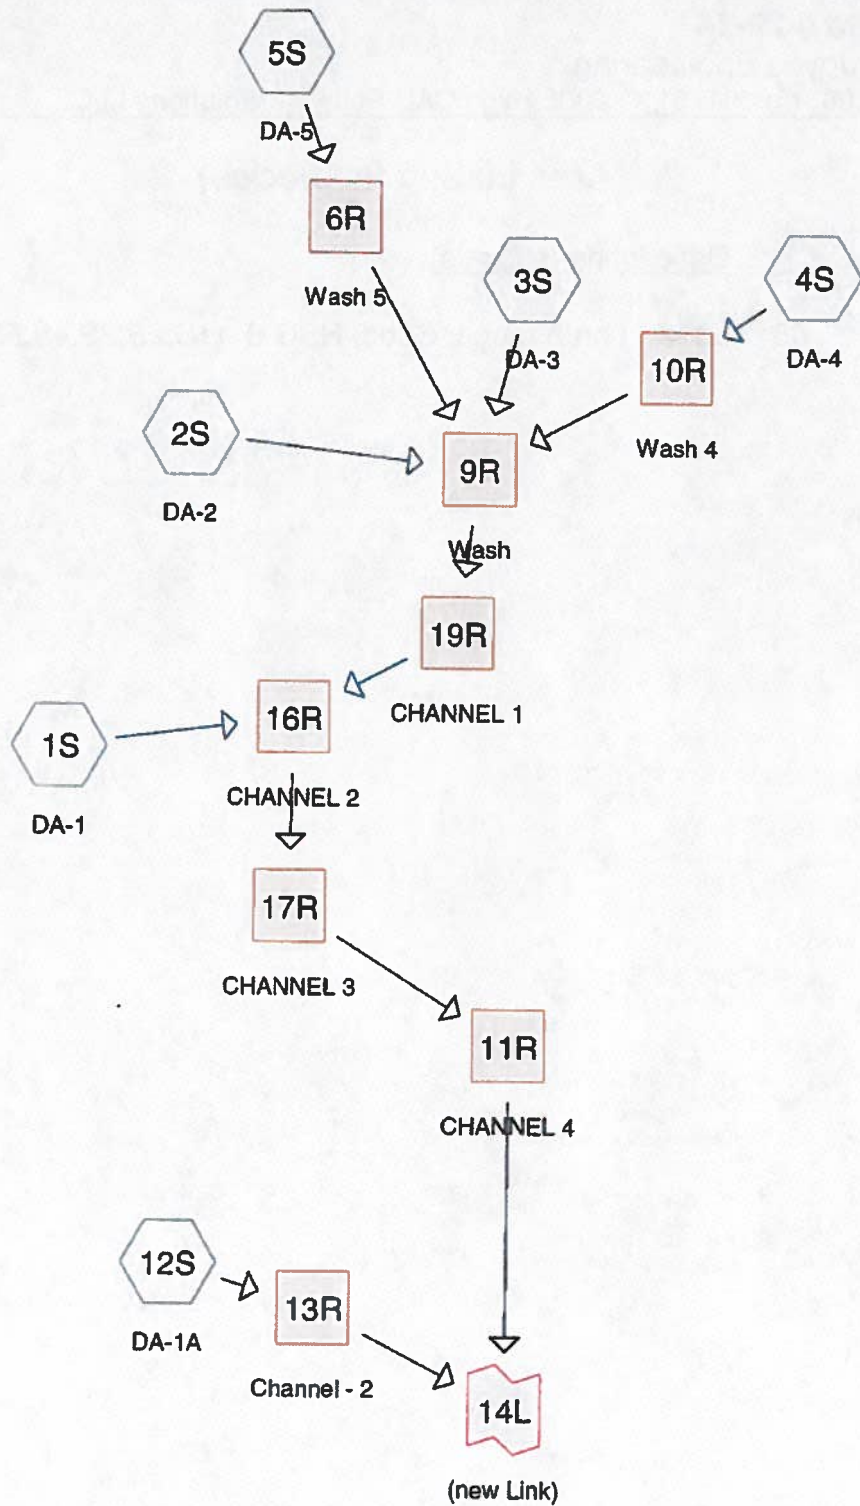 5S
DA-5
6R
Wash 5
3S
DA-3
4S
DA-4
10R
Wash 4
2S
DA-2
9R
Wash
19R
CHANNEL 1
16R
CHANNEL 2
1S
DA-1
17R
CHANNEL 3
11R
CHANNEL 4
12S
DA-1A
13R
Channel - 2
14L
(new Link)